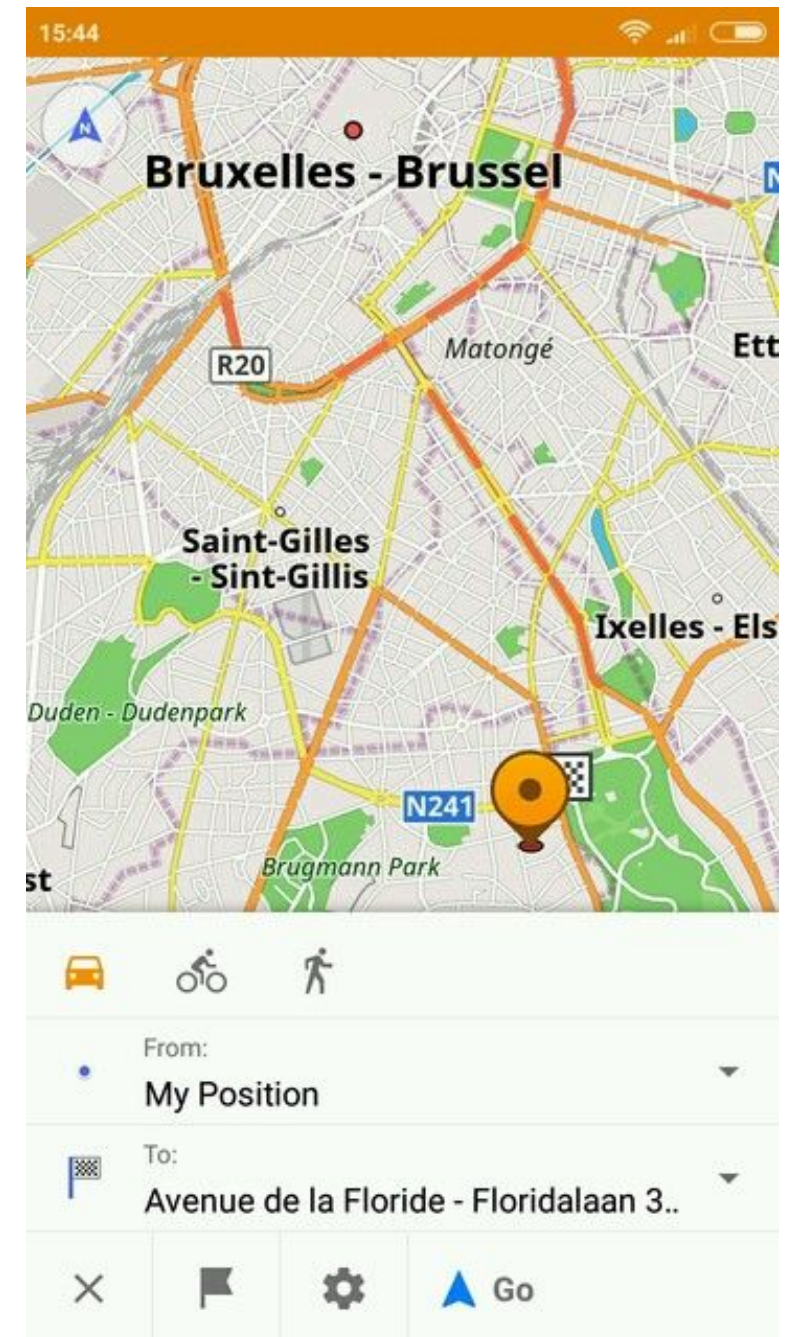 15:44
N
Bruxelles - Brussel
N
Matongé
Ett
R20
Saint-Gilles
- Sint-Gillis
Ixelles - Els
Duden - Dudenpark
N241
Brugmann Park
st
From:
My Position
To:
Avenue de la Floride - Floridalaan 3..
Go